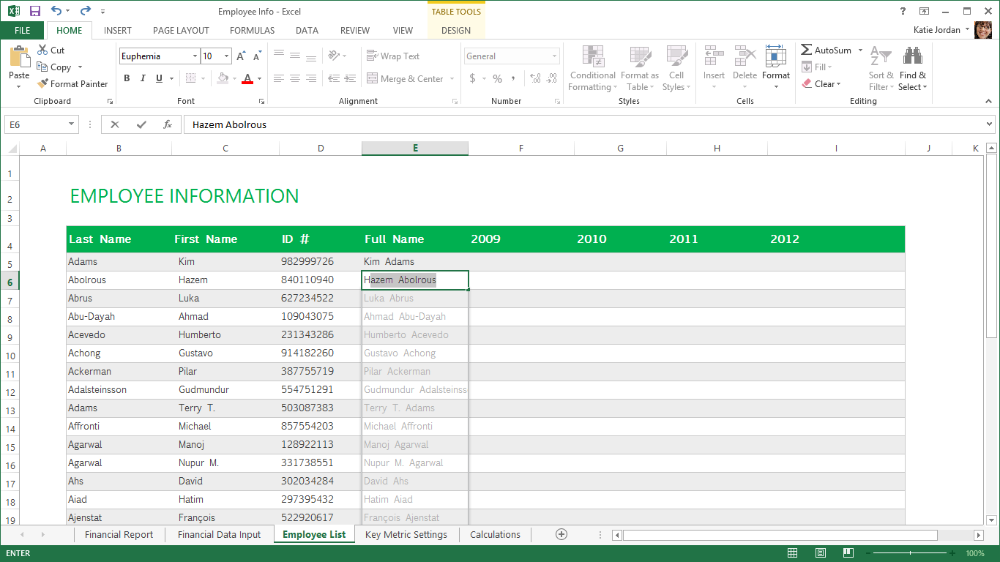 Employee Info - Excel
TABLE TOOLS
?
FILE HOME INSERT PAGE LAYOUT FORMULAS DATA REVIEW VIEW DESIGN Katie Jordan
Paste
Cut
Copy
Format Painter
Clipboard
Euphemia 10
B I U A
Font
Wrap Text
Merge & Center
Alignment
General
$ % ,
Number
Conditional Formatting
Format as Table
Cell Styles
Styles
Insert Delete Format
Cells
AutoSum
Fill
Clear
Sort & Filter
Find & Select
Editing
E6 fx Hazem Abolrous
A B C D E F G H I J K
1
2 EMPLOYEE INFORMATION
3
4 Last Name First Name ID # Full Name 2009 2010 2011 2012
5 Adams Kim 982999726 Kim Adams
6 Abolrous Hazem 840110940 Hazem Abolrous
7 Abrus Luka 627234522 Luka Abrus
8 Abu-Dayah Ahmad 109043075 Ahmad Abu-Dayah
9 Acevedo Humberto 231343286 Humberto Acevedo
10 Achong Gustavo 914182260 Gustavo Achong
11 Ackerman Pilar 387755719 Pilar Ackerman
12 Adalsteinsson Gudmundur 554751291 Gudmundur Adalsteinss
13 Adams Terry T. 503087383 Terry T. Adams
14 Affronti Michael 857554203 Michael Affronti
15 Agarwal Manoj 128922113 Manoj Agarwal
16 Agarwal Nupur M. 331738551 Nupur M. Agarwal
17 Ahs David 302034284 David Ahs
18 Aiad Hatim 297395432 Hatim Aiad
19 Ajenstat François 522920617 François Ajenstat
Financial Report Financial Data Input Employee List Key Metric Settings Calculations
ENTER 100%